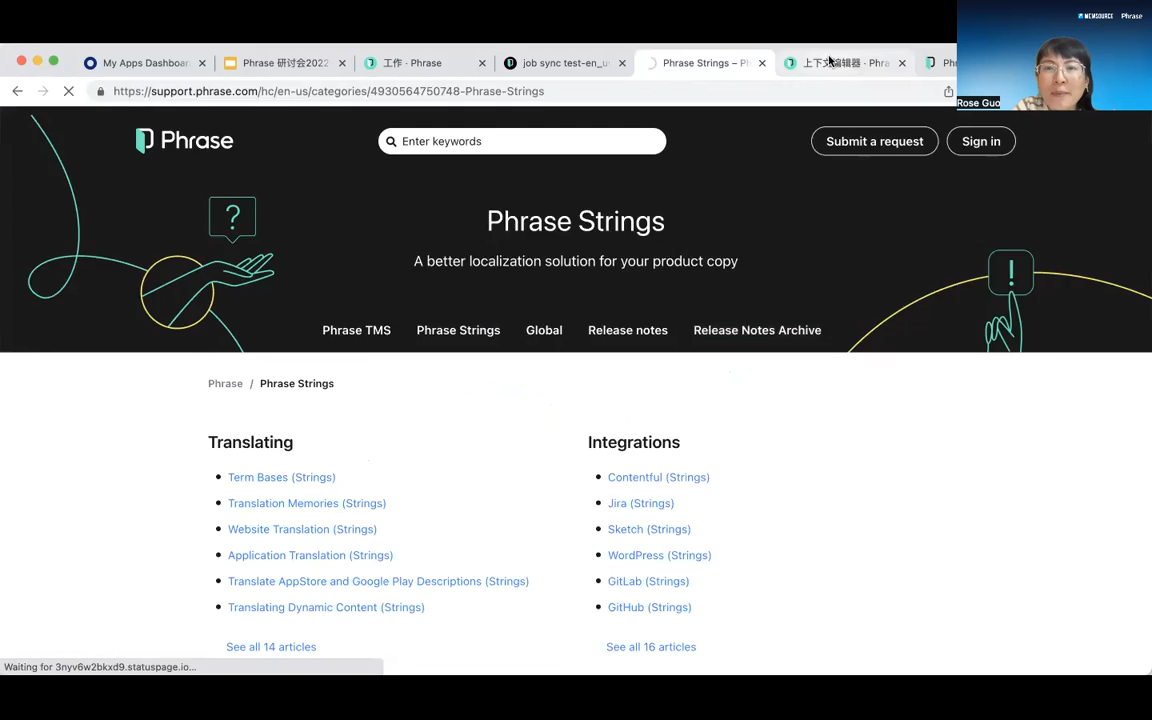 MEMSOURCE Phrase
Rose Guo
My Apps Dashboar
Phrase 研讨会2022
工作 · Phrase
job sync test-en_u
Phrase Strings – Ph
上下文编辑器 · Phra
Ph
https://support.phrase.com/hc/en-us/categories/4930564750748-Phrase-Strings
Phrase
Enter keywords
Submit a request
Sign in
?
Phrase Strings
A better localization solution for your product copy
!
Phrase TMS
Phrase Strings
Global
Release notes
Release Notes Archive
Phrase / Phrase Strings
Translating
• Term Bases (Strings)
• Translation Memories (Strings)
• Website Translation (Strings)
• Application Translation (Strings)
• Translate AppStore and Google Play Descriptions (Strings)
• Translating Dynamic Content (Strings)
See all 14 articles
Integrations
• Contentful (Strings)
• Jira (Strings)
• Sketch (Strings)
• WordPress (Strings)
• GitLab (Strings)
• GitHub (Strings)
See all 16 articles
Waiting for 3nyv6w2bkxd9.statuspage.io...